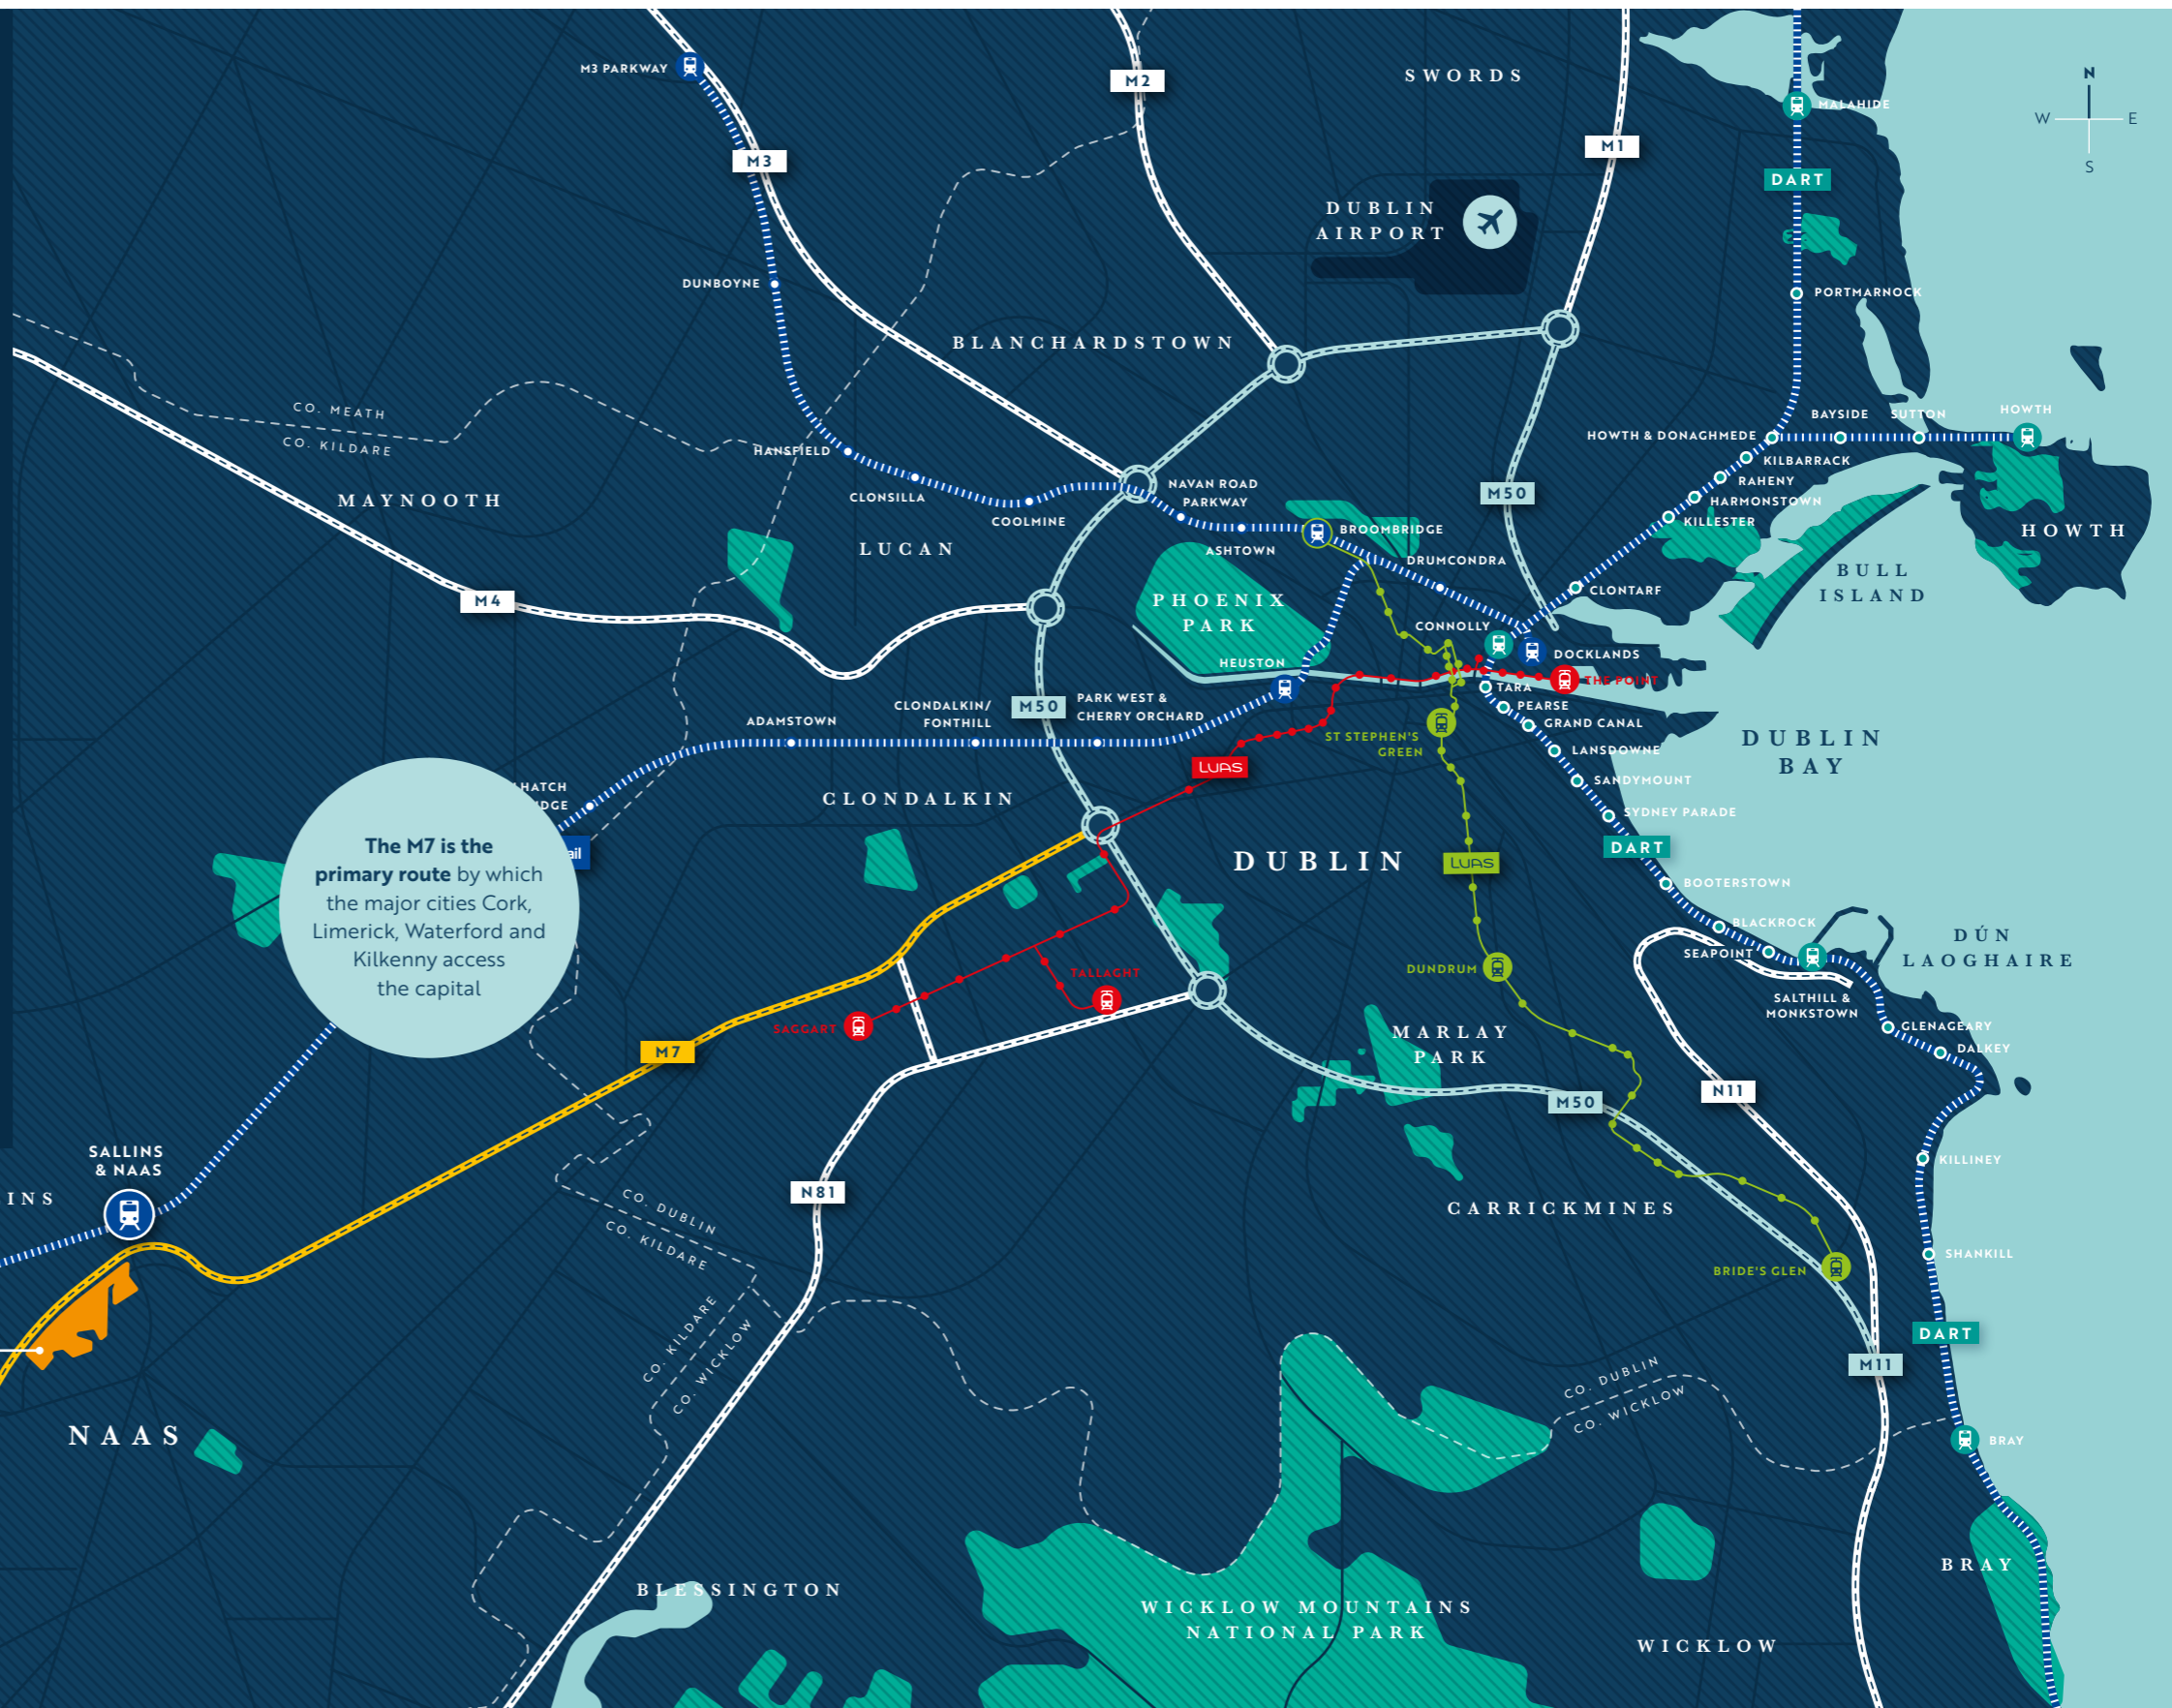 M3 PARKWAY
M2
SWORDS
N
W
E
S
MALAHIDE
M3
M1
DART
DUBLIN
AIRPORT
DUNBOYNE
PORTMARNOCK
BLANCHARDSTOWN
CO. MEATH
CO. KILDARE
BAYSIDE
SUTTON
HOWTH
HOWTH & DONAGHMEDE
HANSFIELD
KILBARRACK
MAYNOOTH
CLONSILLA
NAVAN ROAD
PARKWAY
M50
RAHENY
HARMONSTOWN
COOLMINE
KILLESTER
BROOMBRIDGE
HOWTH
LUCAN
ASHTOWN
DRUMCONDRA
BULL
ISLAND
M4
PHOENIX
PARK
CLONTARF
CONNOLLY
HEUSTON
DOCKLANDS
THE POINT
TARA
M50
PARK WEST &
CHERRY ORCHARD
CLONDALKIN/
FONTHILL
ADAMSTOWN
PEARSE
GRAND CANAL
ST STEPHEN'S
GREEN
LANSDOWNE
DUBLIN
BAY
LUAS
SANDYMOUNT
HATCH
DGE
CLONDALKIN
SYDNEY PARADE
The M7 is the
primary route by which
the major cities Cork,
Limerick, Waterford and
Kilkenny access
the capital
ail
DUBLIN
LUAS
DART
BOOTERSTOWN
BLACKROCK
SEAPOINT
DÚN
LAOGHAIRE
TALLAGHT
DUNDRUM
SALTHILL &
MONKSTOWN
SAGGART
M7
MARLAY
PARK
GLENAGEARY
DALKEY
N11
M50
SALLINS
& NAAS
INS
KILLINEY
N81
CO. DUBLIN
CO. KILDARE
CARRICKMINES
SHANKILL
BRIDE'S GLEN
CO. KILDARE
CO. WICKLOW
DART
M11
CO. DUBLIN
CO. WICKLOW
NAAS
BRAY
BRAY
BLESSINGTON
WICKLOW MOUNTAINS
NATIONAL PARK
WICKLOW